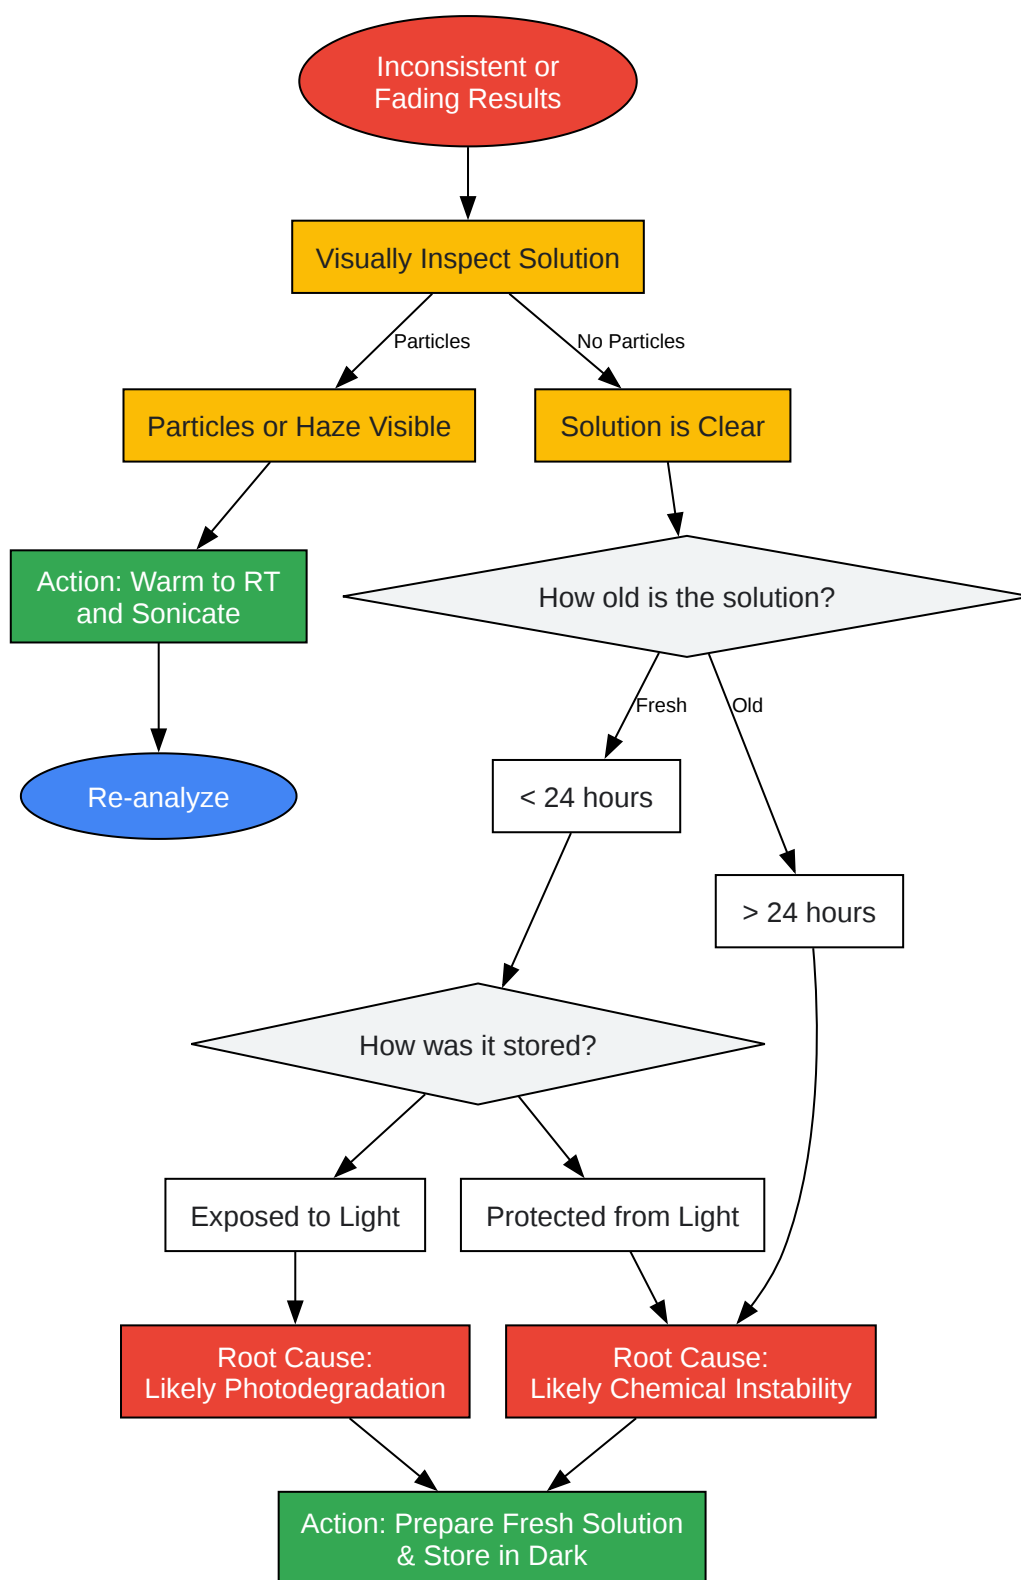 Inconsistent or
Fading Results
Visually Inspect Solution
Particles
No Particles
Particles or Haze Visible
Solution is Clear
Action: Warm to RT
and Sonicate
How old is the solution?
Fresh
Old
Re-analyze
< 24 hours
> 24 hours
How was it stored?
Exposed to Light
Protected from Light
Root Cause:
Likely Photodegradation
Root Cause:
Likely Chemical Instability
Action: Prepare Fresh Solution
& Store in Dark